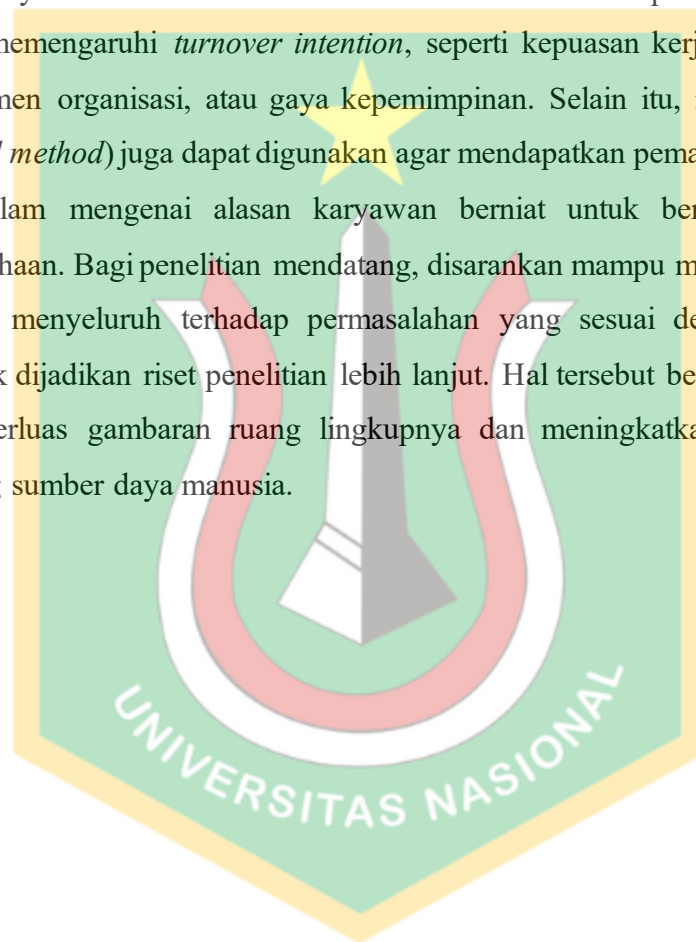 memengaruhi turnover intention, seperti kepuasan kerj
men organisasi, atau gaya kepemimpinan. Selain itu,
method) juga dapat digunakan agar mendapatkan pema
lam mengenai alasan karyawan berniat untuk ber
haan. Bagi penelitian mendatang, disarankan mampu m
menyeluruh terhadap permasalahan yang sesuai de
k dijadikan riset penelitian lebih lanjut. Hal tersebut be
erluas gambaran ruang lingkupnya dan meningkatka
sumber daya manusia.
UNIVERSITAS NASIONAL